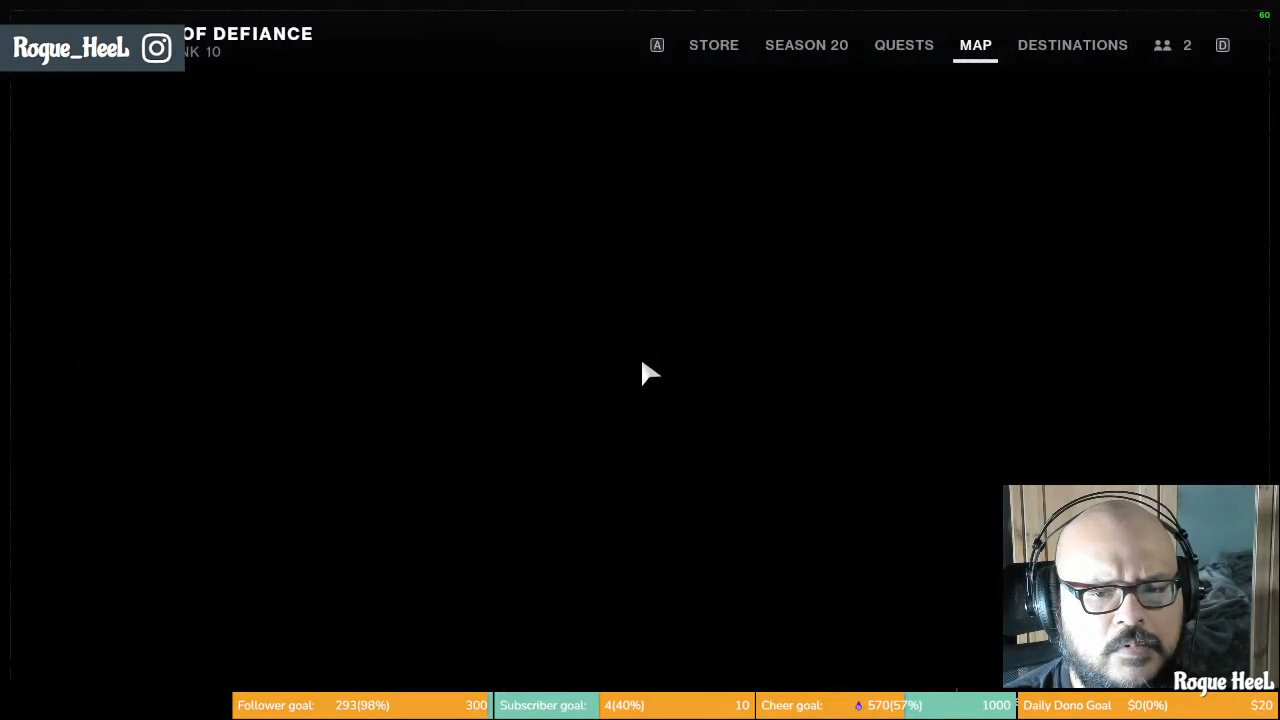 Rogue_Heel
OF DEFIANCE
NK 10
A STORE SEASON 20 QUESTS MAP DESTINATIONS 2 D
60
Rogue Heel
Follower goal: 293(98%) 300 Subscriber goal: 4(40%) 10 Cheer goal: 570(57%) 1000 Daily Dono Goal $0(0%) $20